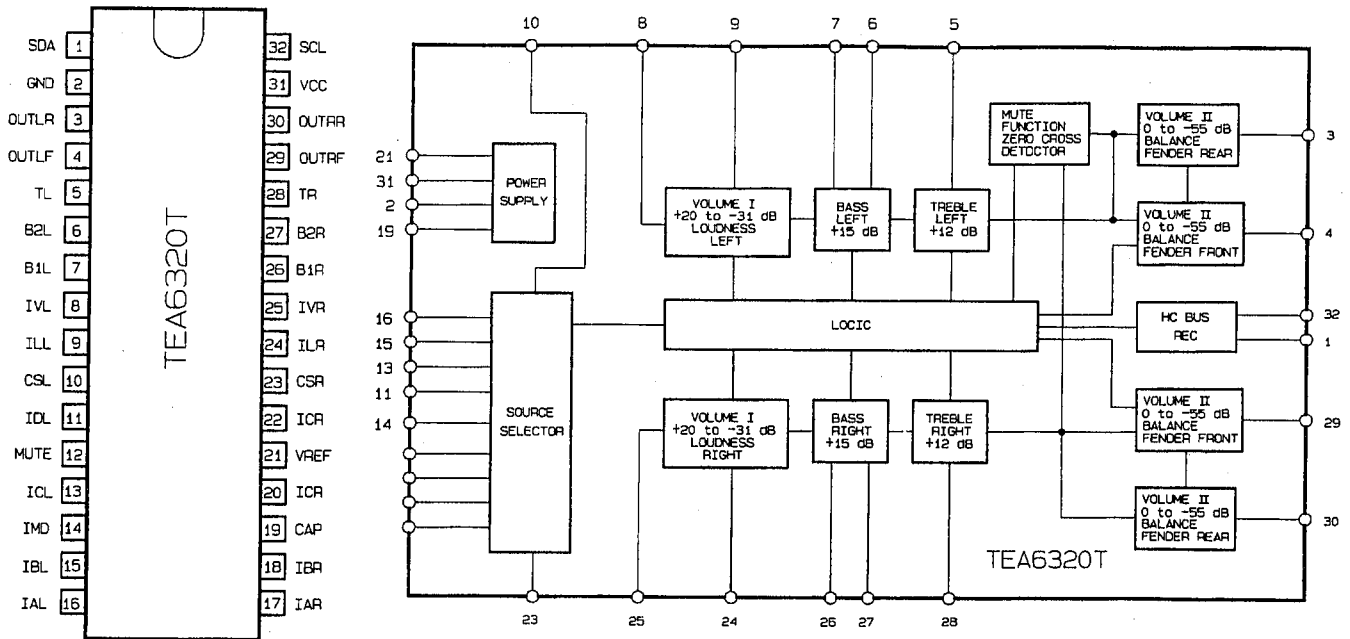 SDA 1
GND 2
OUTLR 3
OUTLF 4
TL 5
B2L 6
B1L 7
IVL 8
ILL 9
CSL 10
IDL 11
MUTE 12
ICL 13
IMD 14
IBL 15
IAL 16
TEA6320T
32 SCL
31 VCC
30 OUTRR
29 OUTRF
28 TR
27 B2R
26 B1R
25 IVR
24 ILR
23 CSR
22 ICR
21 VREF
20 ICR
19 CAP
18 IBR
17 IAR
10
8
9
7
6
5
21
31
2
19
POWER
SUPPLY
VOLUME I
+20 to -31 dB
LOUDNESS
LEFT
BASS
LEFT
+15 dB
TREBLE
LEFT
+12 dB
MUTE
FUNCTION
ZERO CROSS
DETDCTOR
VOLUME II
0 to -55 dB
BALANCE
FENDER REAR
3
VOLUME II
0 to -55 dB
BALANCE
FENDER FRONT
4
16
15
13
11
14
SOURCE
SELECTOR
LOCIC
HC BUS
REC
32
1
VOLUME I
+20 to -31 dB
LOUDNESS
RIGHT
BASS
RIGHT
+15 dB
TREBLE
RIGHT
+12 dB
VOLUME II
0 to -55 dB
BALANCE
FENDER FRONT
29
VOLUME II
0 to -55 dB
BALANCE
FENDER REAR
30
TEA6320T
23
25
24
26
27
28